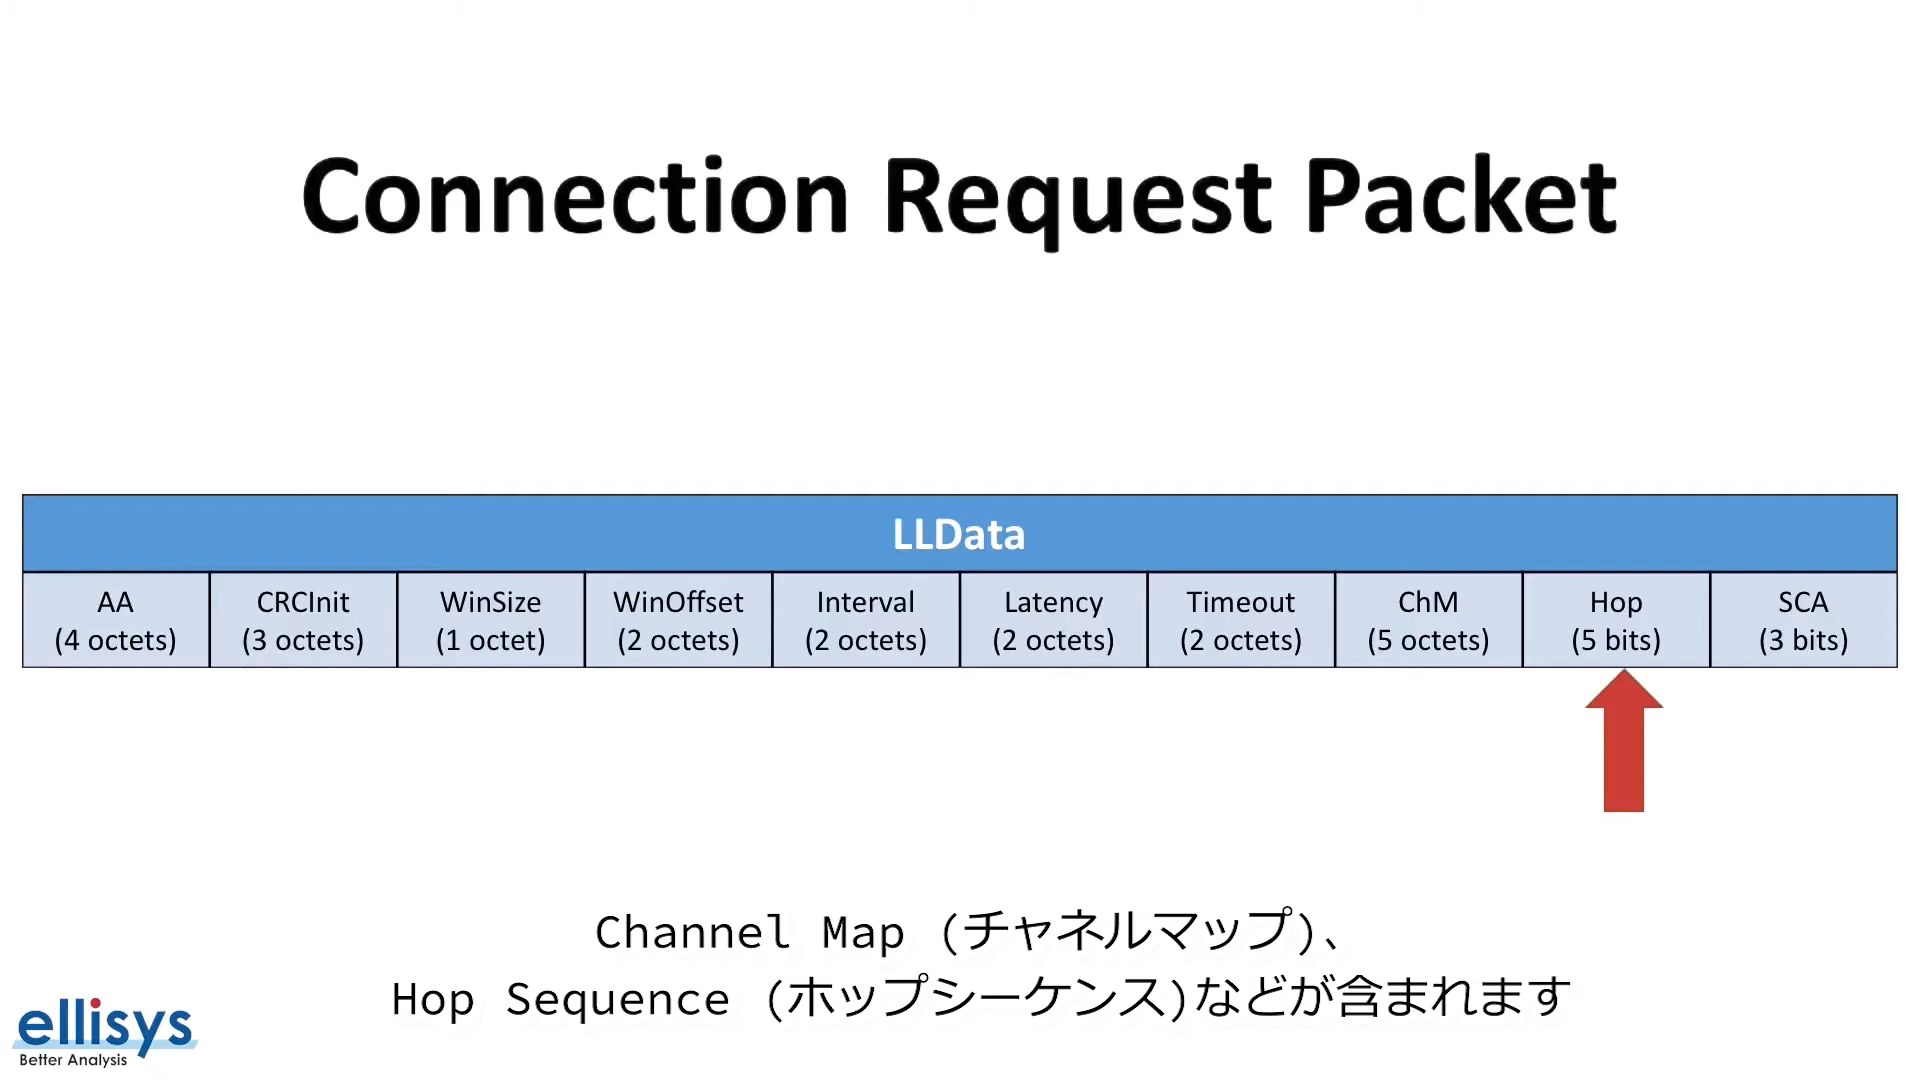 Connection Request Packet
LLData
AA
(4 octets)
CRCInit
(3 octets)
WinSize
(1 octet)
WinOffset
(2 octets)
Interval
(2 octets)
Latency
(2 octets)
Timeout
(2 octets)
ChM
(5 octets)
Hop
(5 bits)
SCA
(3 bits)
Channel Map (チャネルマップ)、
Hop Sequence (ホップシーケンス)などが含まれます
ellisys
Better Analysis